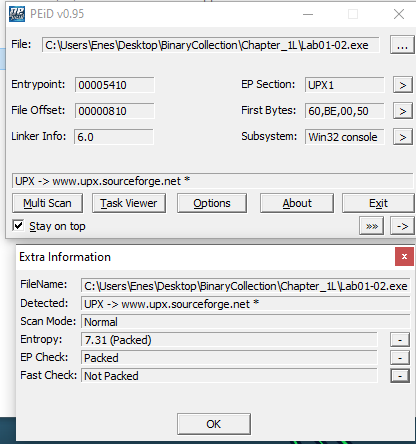 PEiD v0.95
File: C:\Users\Enes\Desktop\BinaryCollection\Chapter_1L\Lab01-02.exe ...
Entrypoint: 00005410 EP Section: UPX1 >
File Offset: 00000810 First Bytes: 60,BE,00,50 >
Linker Info: 6.0 Subsystem: Win32 console >
UPX -> www.upx.sourceforge.net *
Multi Scan Task Viewer Options About Exit
Stay on top »» ->
Extra Information x
FileName: C:\Users\Enes\Desktop\BinaryCollection\Chapter_1L\Lab01-02.exe
Detected: UPX -> www.upx.sourceforge.net *
Scan Mode: Normal
Entropy: 7.31 (Packed) -
EP Check: Packed -
Fast Check: Not Packed -
OK